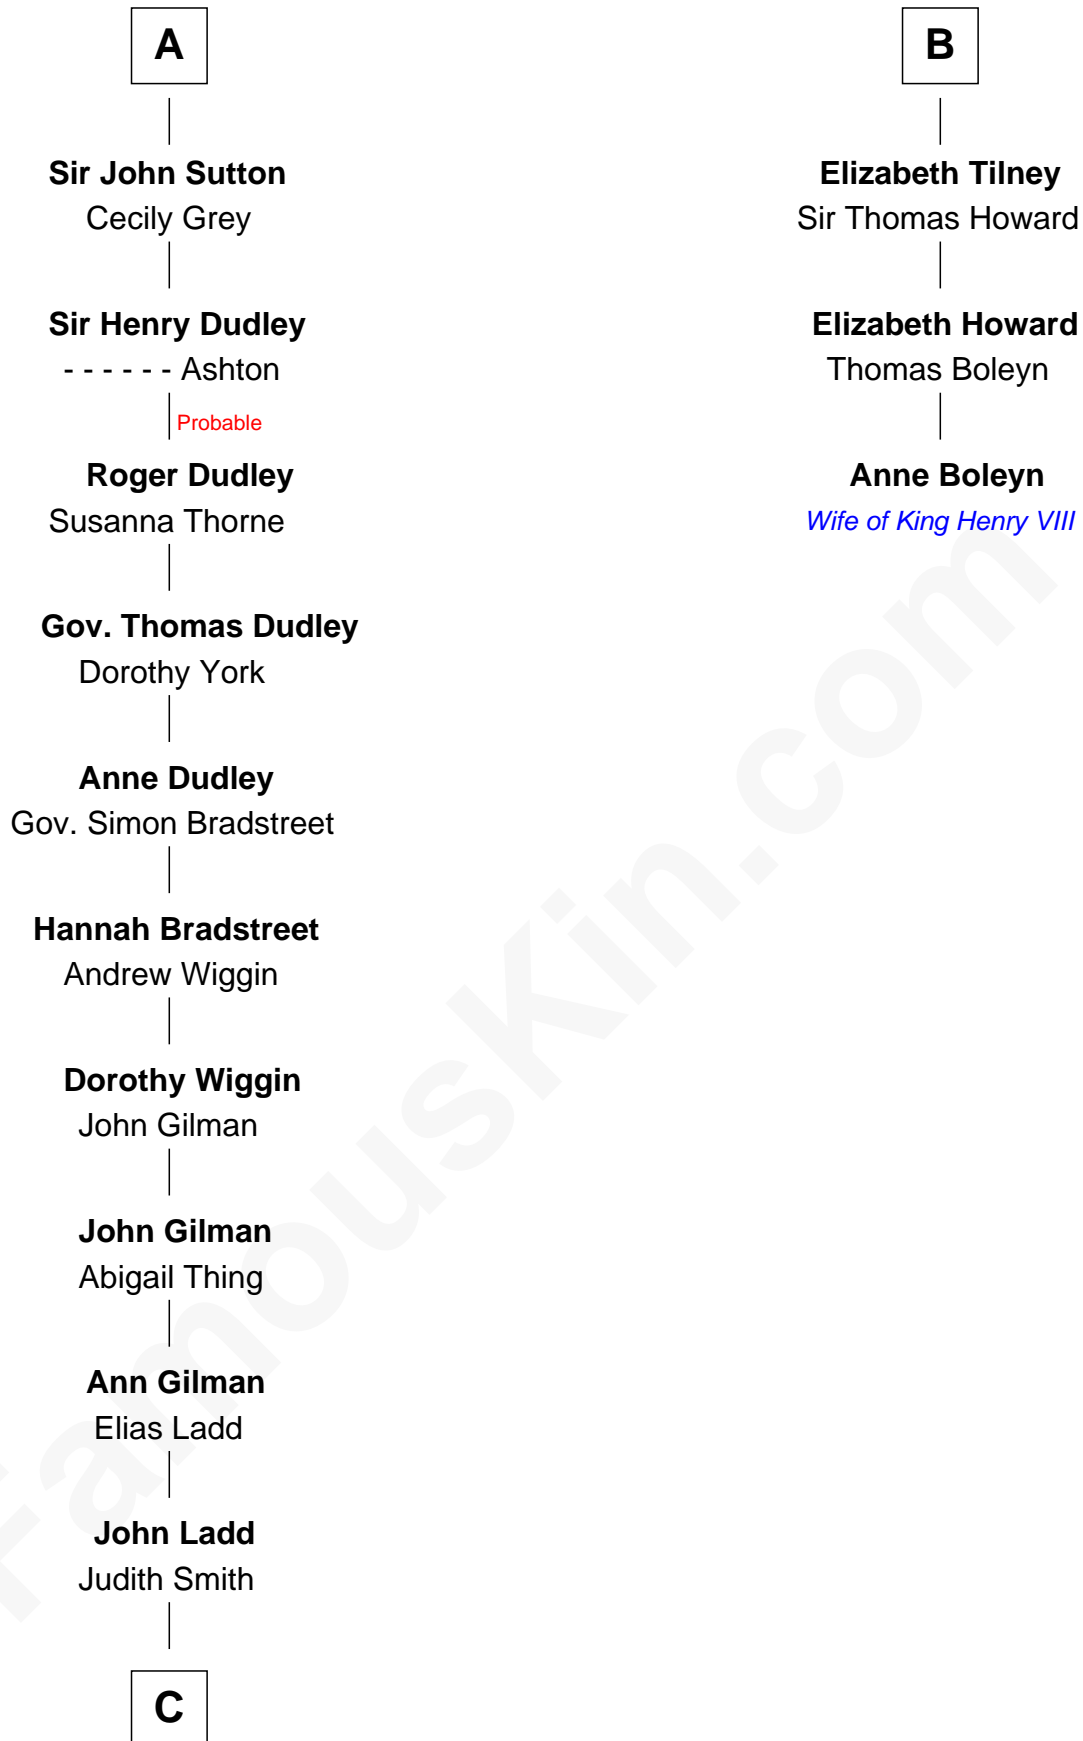 A
Sir John Sutton
Cecily Grey
Sir Henry Dudley
- - - - - - Ashton
Probable
Roger Dudley
Susanna Thorne
Gov. Thomas Dudley
Dorothy York
Anne Dudley
Gov. Simon Bradstreet
Hannah Bradstreet
Andrew Wiggin
Dorothy Wiggin
John Gilman
John Gilman
Abigail Thing
Ann Gilman
Elias Ladd
John Ladd
Judith Smith
C
B
Elizabeth Tilney
Sir Thomas Howard
Elizabeth Howard
Thomas Boleyn
Anne Boleyn
Wife of King Henry VIII
FamousKin.com